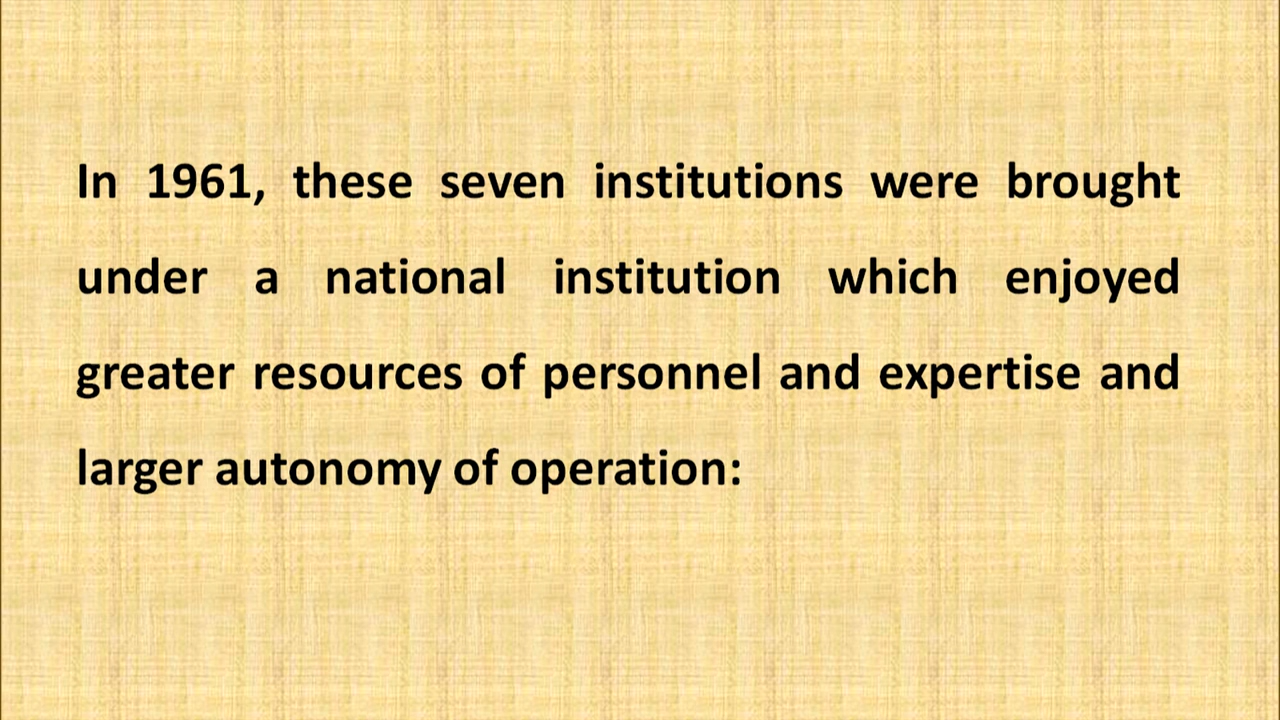 In 1961, these seven institutions were brought
under a national institution which enjoyed
greater resources of personnel and expertise and
larger autonomy of operation: